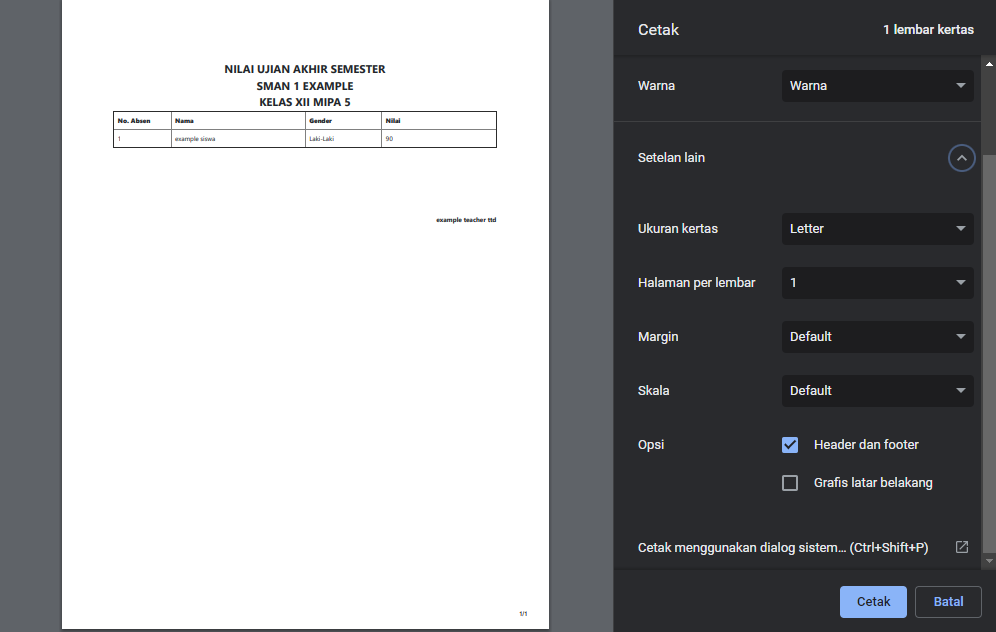 NILAI UJIAN AKHIR SEMESTER
SMAN 1 EXAMPLE
KELAS XII MIPA 5
No. Absen Nama Gender Nilai
1 example siswa Laki-Laki 90
example teacher ttd
1/1
Cetak 1 lembar kertas
Warna Warna
Setelan lain
Ukuran kertas Letter
Halaman per lembar 1
Margin Default
Skala Default
Opsi Header dan footer
Grafis latar belakang
Cetak menggunakan dialog sistem... (Ctrl+Shift+P)
Cetak Batal